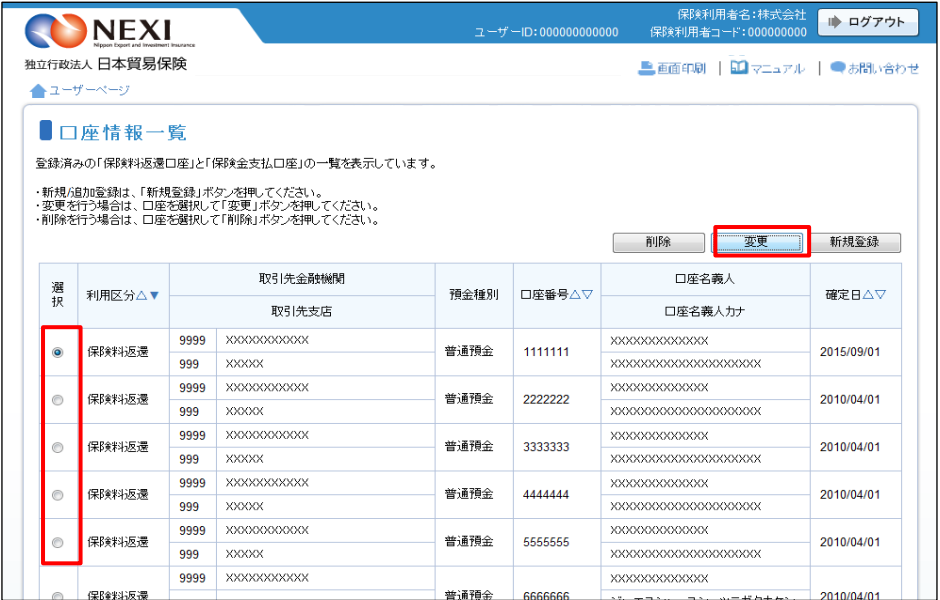 NEXI
Nippon Export and Investment Insurance
独立行政法人 日本貿易保険
ユーザーID:000000000000
保険利用者名:株式会社
保険利用者コード:000000000
ログアウト
画面印刷 | マニュアル | お問い合わせ
ユーザーページ
口座情報一覧
登録済みの「保険料返還口座」と「保険金支払口座」の一覧を表示しています。
・新規/追加登録は、「新規登録」ボタンを押してください。
・変更を行う場合は、口座を選択して「変更」ボタンを押してください。
・削除を行う場合は、口座を選択して「削除」ボタンを押してください。
削除 変更 新規登録
選択 利用区分△▼ 取引先金融機関 預金種別 口座番号△▽ 口座名義人 確定日△▽
取引先支店 口座名義人カナ
保険料返還 9999 XXXXXXXXXXX 普通預金 1111111 XXXXXXXXXXXXX 2015/09/01
999 XXXXX XXXXXXXXXXXXXXXXXXXX
保険料返還 9999 XXXXXXXXXXX 普通預金 2222222 XXXXXXXXXXXXX 2010/04/01
999 XXXXX XXXXXXXXXXXXXXXXXXXX
保険料返還 9999 XXXXXXXXXXX 普通預金 3333333 XXXXXXXXXXXXX 2010/04/01
999 XXXXX XXXXXXXXXXXXXXXXXXXX
保険料返還 9999 XXXXXXXXXXX 普通預金 4444444 XXXXXXXXXXXXX 2010/04/01
999 XXXXX XXXXXXXXXXXXXXXXXXXX
保険料返還 9999 XXXXXXXXXXX 普通預金 5555555 XXXXXXXXXXXXX 2010/04/01
999 XXXXX XXXXXXXXXXXXXXXXXXXX
保険料返還 9999 XXXXXXXXXXX 普通預金 6666666 XXXXXXXXXXXXX 2010/04/01